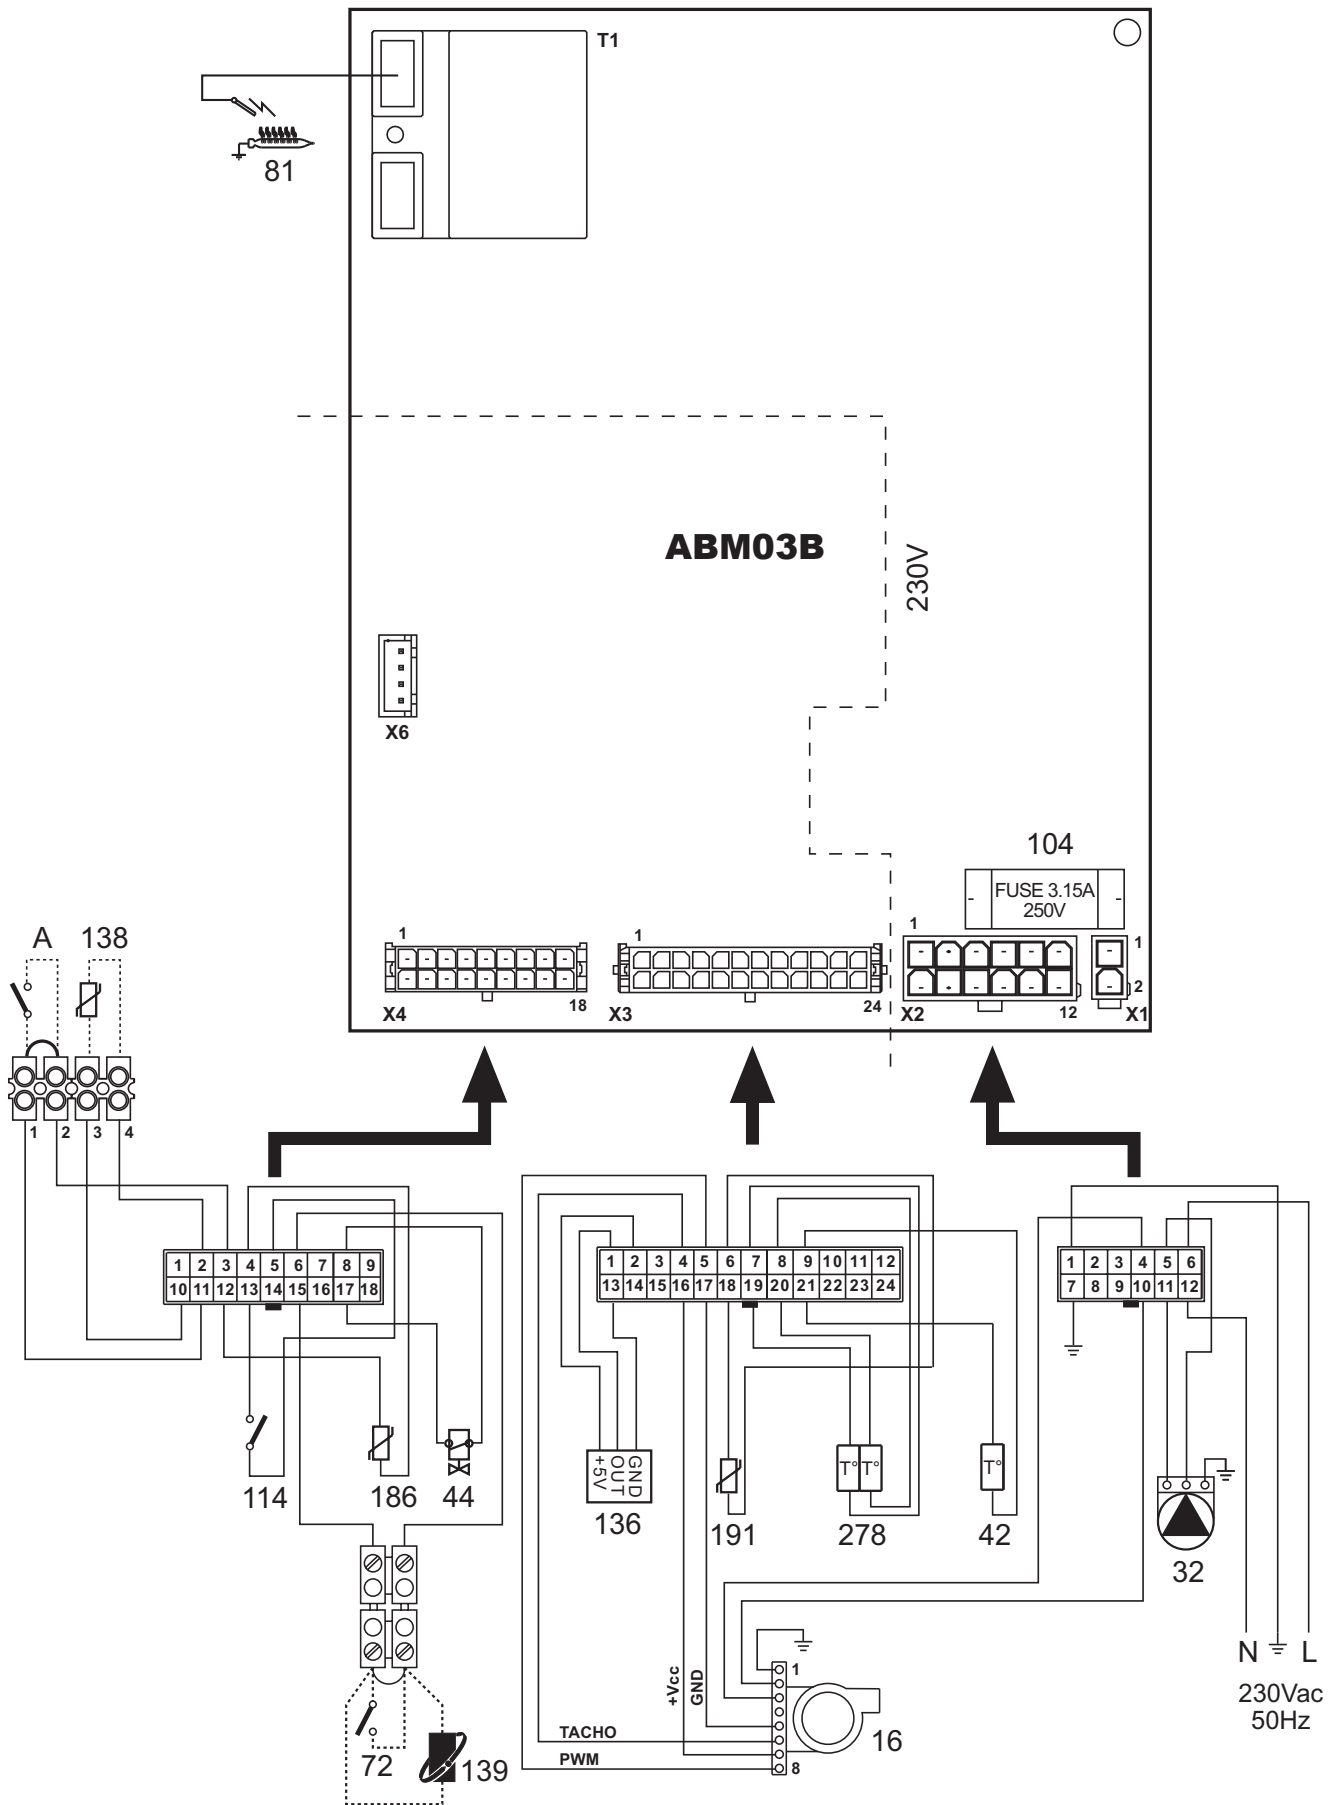 T1
81
ABM03B
230V
X6
104
FUSE 3.15A
250V
A 138
1 1 1 1
2
X4 18 X3 24 X2 12 X1
1 2 3 4
1 2 3 4 5 6 7 8 9
10 11 12 13 14 15 16 17 18
1 2 3 4 5 6 7 8 9 10 11 12
13 14 15 16 17 18 19 20 21 22 23 24
1 2 3 4 5 6
7 8 9 10 11 12
114 186 44
+5V
OUT
GND
136
T° T°
T°
191 278 42
32
N L
230Vac
50Hz
+Vcc
GND
TACHO
PWM
1
8
16
72 139